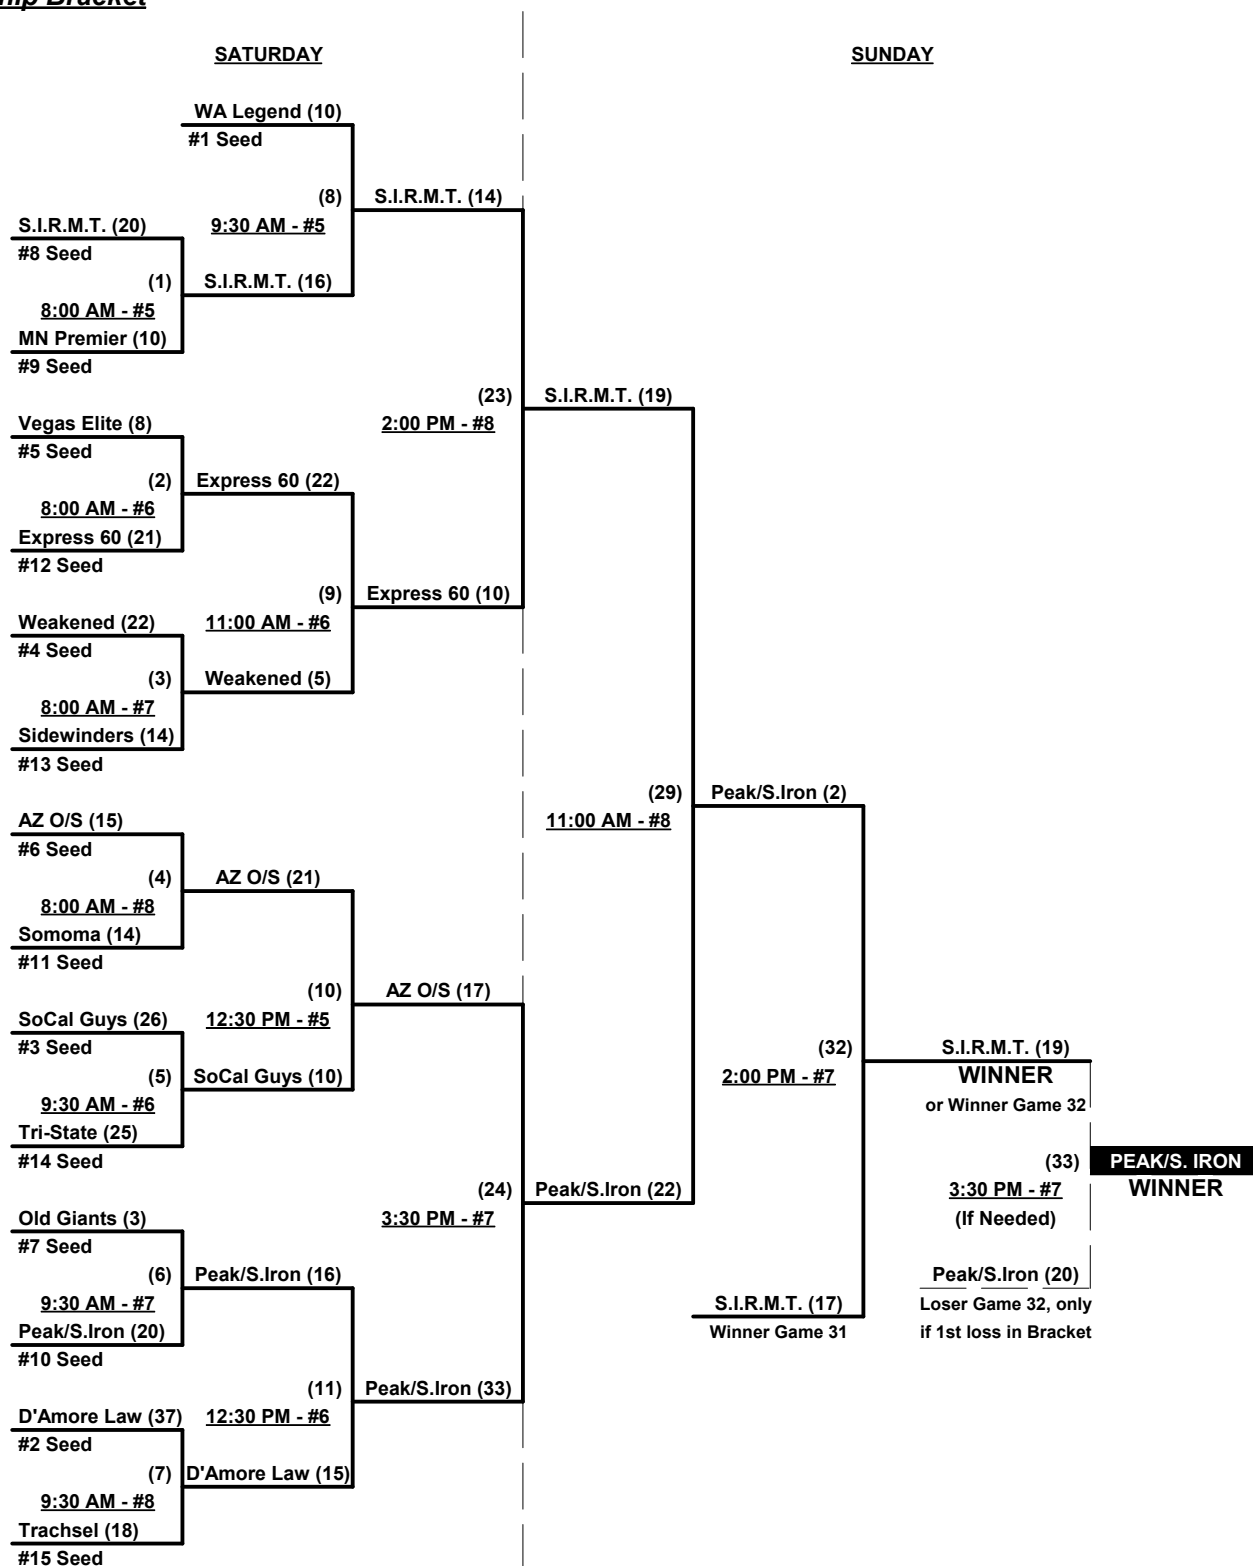 SATURDAY
SUNDAY
WA Legend (10)
#1 Seed
(8)
S.I.R.M.T. (14)
S.I.R.M.T. (20)
9:30 AM - #5
#8 Seed
(1)
S.I.R.M.T. (16)
8:00 AM - #5
MN Premier (10)
#9 Seed
(23)
S.I.R.M.T. (19)
Vegas Elite (8)
2:00 PM - #8
#5 Seed
(2)
Express 60 (22)
8:00 AM - #6
Express 60 (21)
#12 Seed
(9)
Express 60 (10)
Weakened (22)
11:00 AM - #6
#4 Seed
(3)
Weakened (5)
8:00 AM - #7
Sidewinders (14)
#13 Seed
(29)
Peak/S.Iron (2)
AZ O/S (15)
11:00 AM - #8
#6 Seed
(4)
AZ O/S (21)
8:00 AM - #8
Somoma (14)
#11 Seed
(10)
AZ O/S (17)
SoCal Guys (26)
12:30 PM - #5
#3 Seed
(32)
S.I.R.M.T. (19)
(5)
SoCal Guys (10)
2:00 PM - #7
WINNER
9:30 AM - #6
or Winner Game 32
Tri-State (25)
#14 Seed
(33)
PEAK/S. IRON
(24)
Peak/S.Iron (22)
3:30 PM - #7
WINNER
Old Giants (3)
3:30 PM - #7
(If Needed)
#7 Seed
(6)
Peak/S.Iron (16)
Peak/S.Iron (20)
9:30 AM - #7
S.I.R.M.T. (17)
Loser Game 32, only
Peak/S.Iron (20)
Winner Game 31
if 1st loss in Bracket
#10 Seed
(11)
Peak/S.Iron (33)
D'Amore Law (37)
12:30 PM - #6
#2 Seed
(7)
D'Amore Law (15)
9:30 AM - #8
Trachsel (18)
#15 Seed